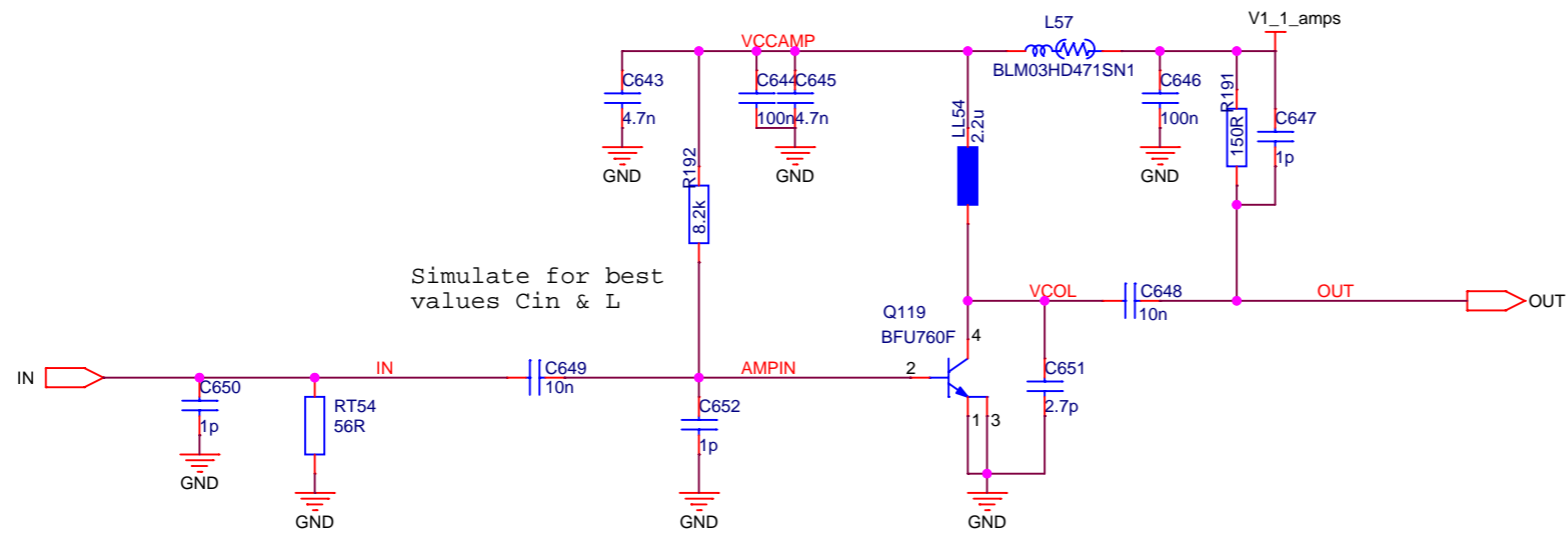 V1_1_amps
L57
VCCAMP
BLM03HD471SN1
C643
4.7n
C644
100n
C645
4.7n
LL54
2.2u
C646
100n
R191
150R
C647
1p
GND
GND
GND
R192
8.2k
Simulate for best
values Cin & L
VCOL
C648
10n
OUT
OUT
Q119
BFU760F
4
2
1
3
C651
2.7p
IN
IN
C649
10n
AMPIN
C650
1p
RT54
56R
C652
1p
GND
GND
GND
GND